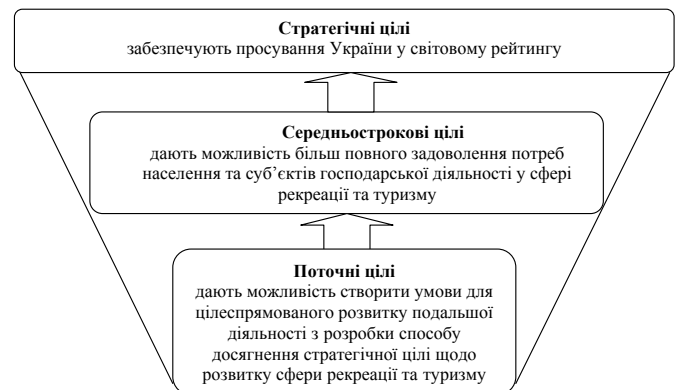 Стратегічні цілі
забезпечують просування України у світовому рейтингу
Середньострокові цілі
дають можливість більш повного задоволення потреб
населення та суб’єктів господарської діяльності у сфері
рекреації та туризму
Поточні цілі
дають можливість створити умови для
цілеспрямованого розвитку подальшої
діяльності з розробки способу
досягнення стратегічної цілі щодо
розвитку сфери рекреації та туризму